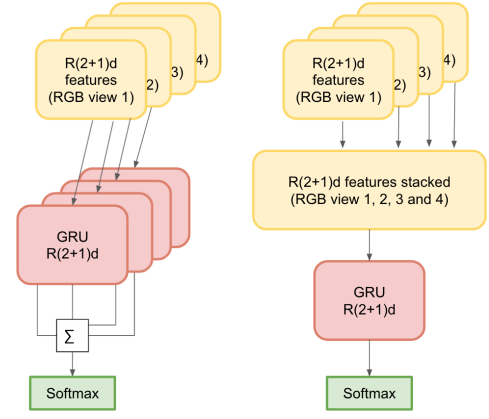 R(2+1)d
features
(RGB view 1)
2)
3)
4)
GRU
R(2+1)d
Σ
Softmax
R(2+1)d
features
(RGB view 1)
2)
3)
4)
R(2+1)d features stacked
(RGB view 1, 2, 3 and 4)
GRU
R(2+1)d
Softmax